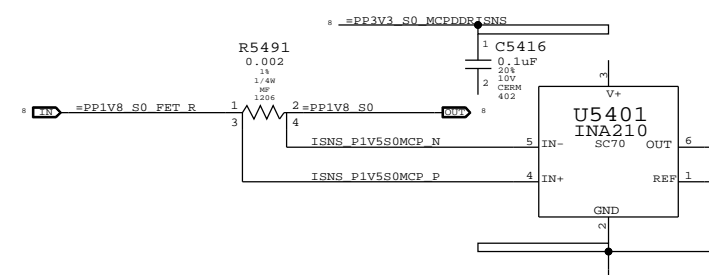 8 =PP3V3_S0_MCPDDRISNS
R5491
0.002
1%
1/4W
MF
1206
1 C5416
0.1uF
20%
10V
CERM
402
2
3
V+
8 IN =PP1V8_S0_FET_R 1 2 =PP1V8_S0 OUT 8
3 4
U5401
INA210
SC70
ISNS_P1V5S0MCP_N 5 IN- OUT 6
ISNS_P1V5S0MCP_P 4 IN+ REF 1
GND
2